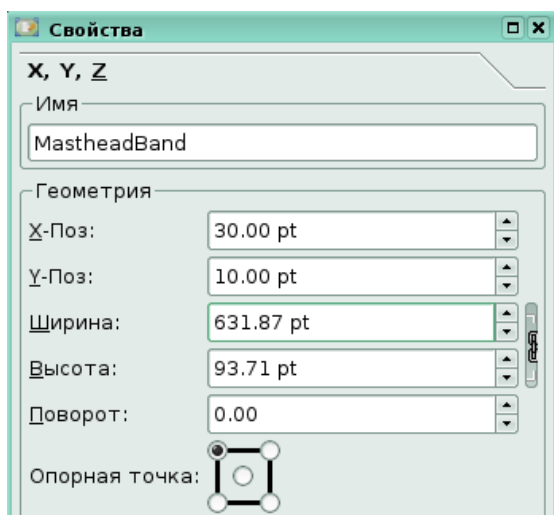 Свойства
X, Y, Z
Имя
MastheadBand
Геометрия
X-Поз: 30.00 pt
Y-Поз: 10.00 pt
Ширина: 631.87 pt
Высота: 93.71 pt
Поворот: 0.00
Опорная точка: